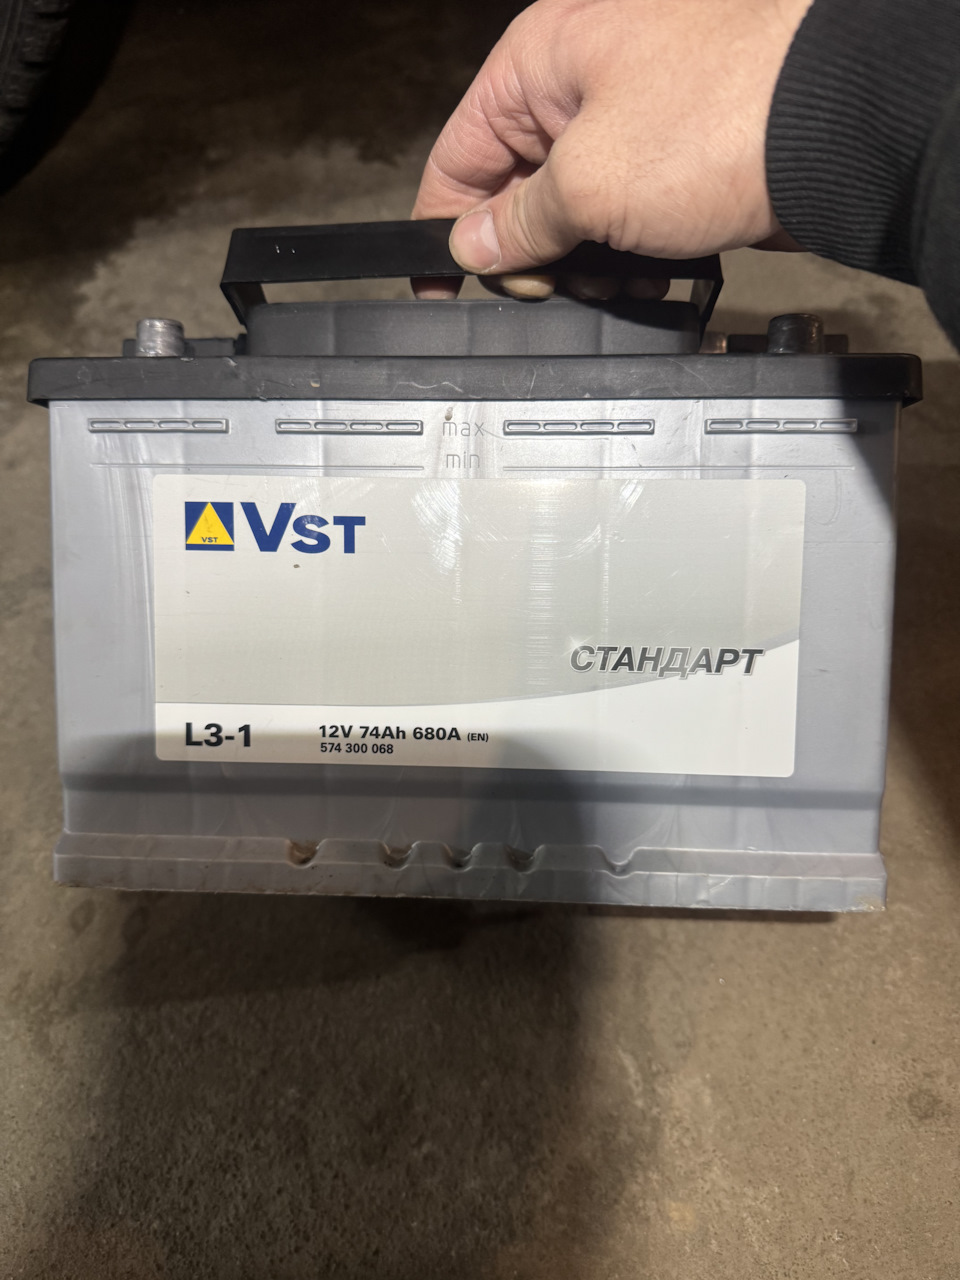 max
min
VST
VST
СТАНДАРТ
L3-1
12V 74Ah 680A (EN)
574 300 068